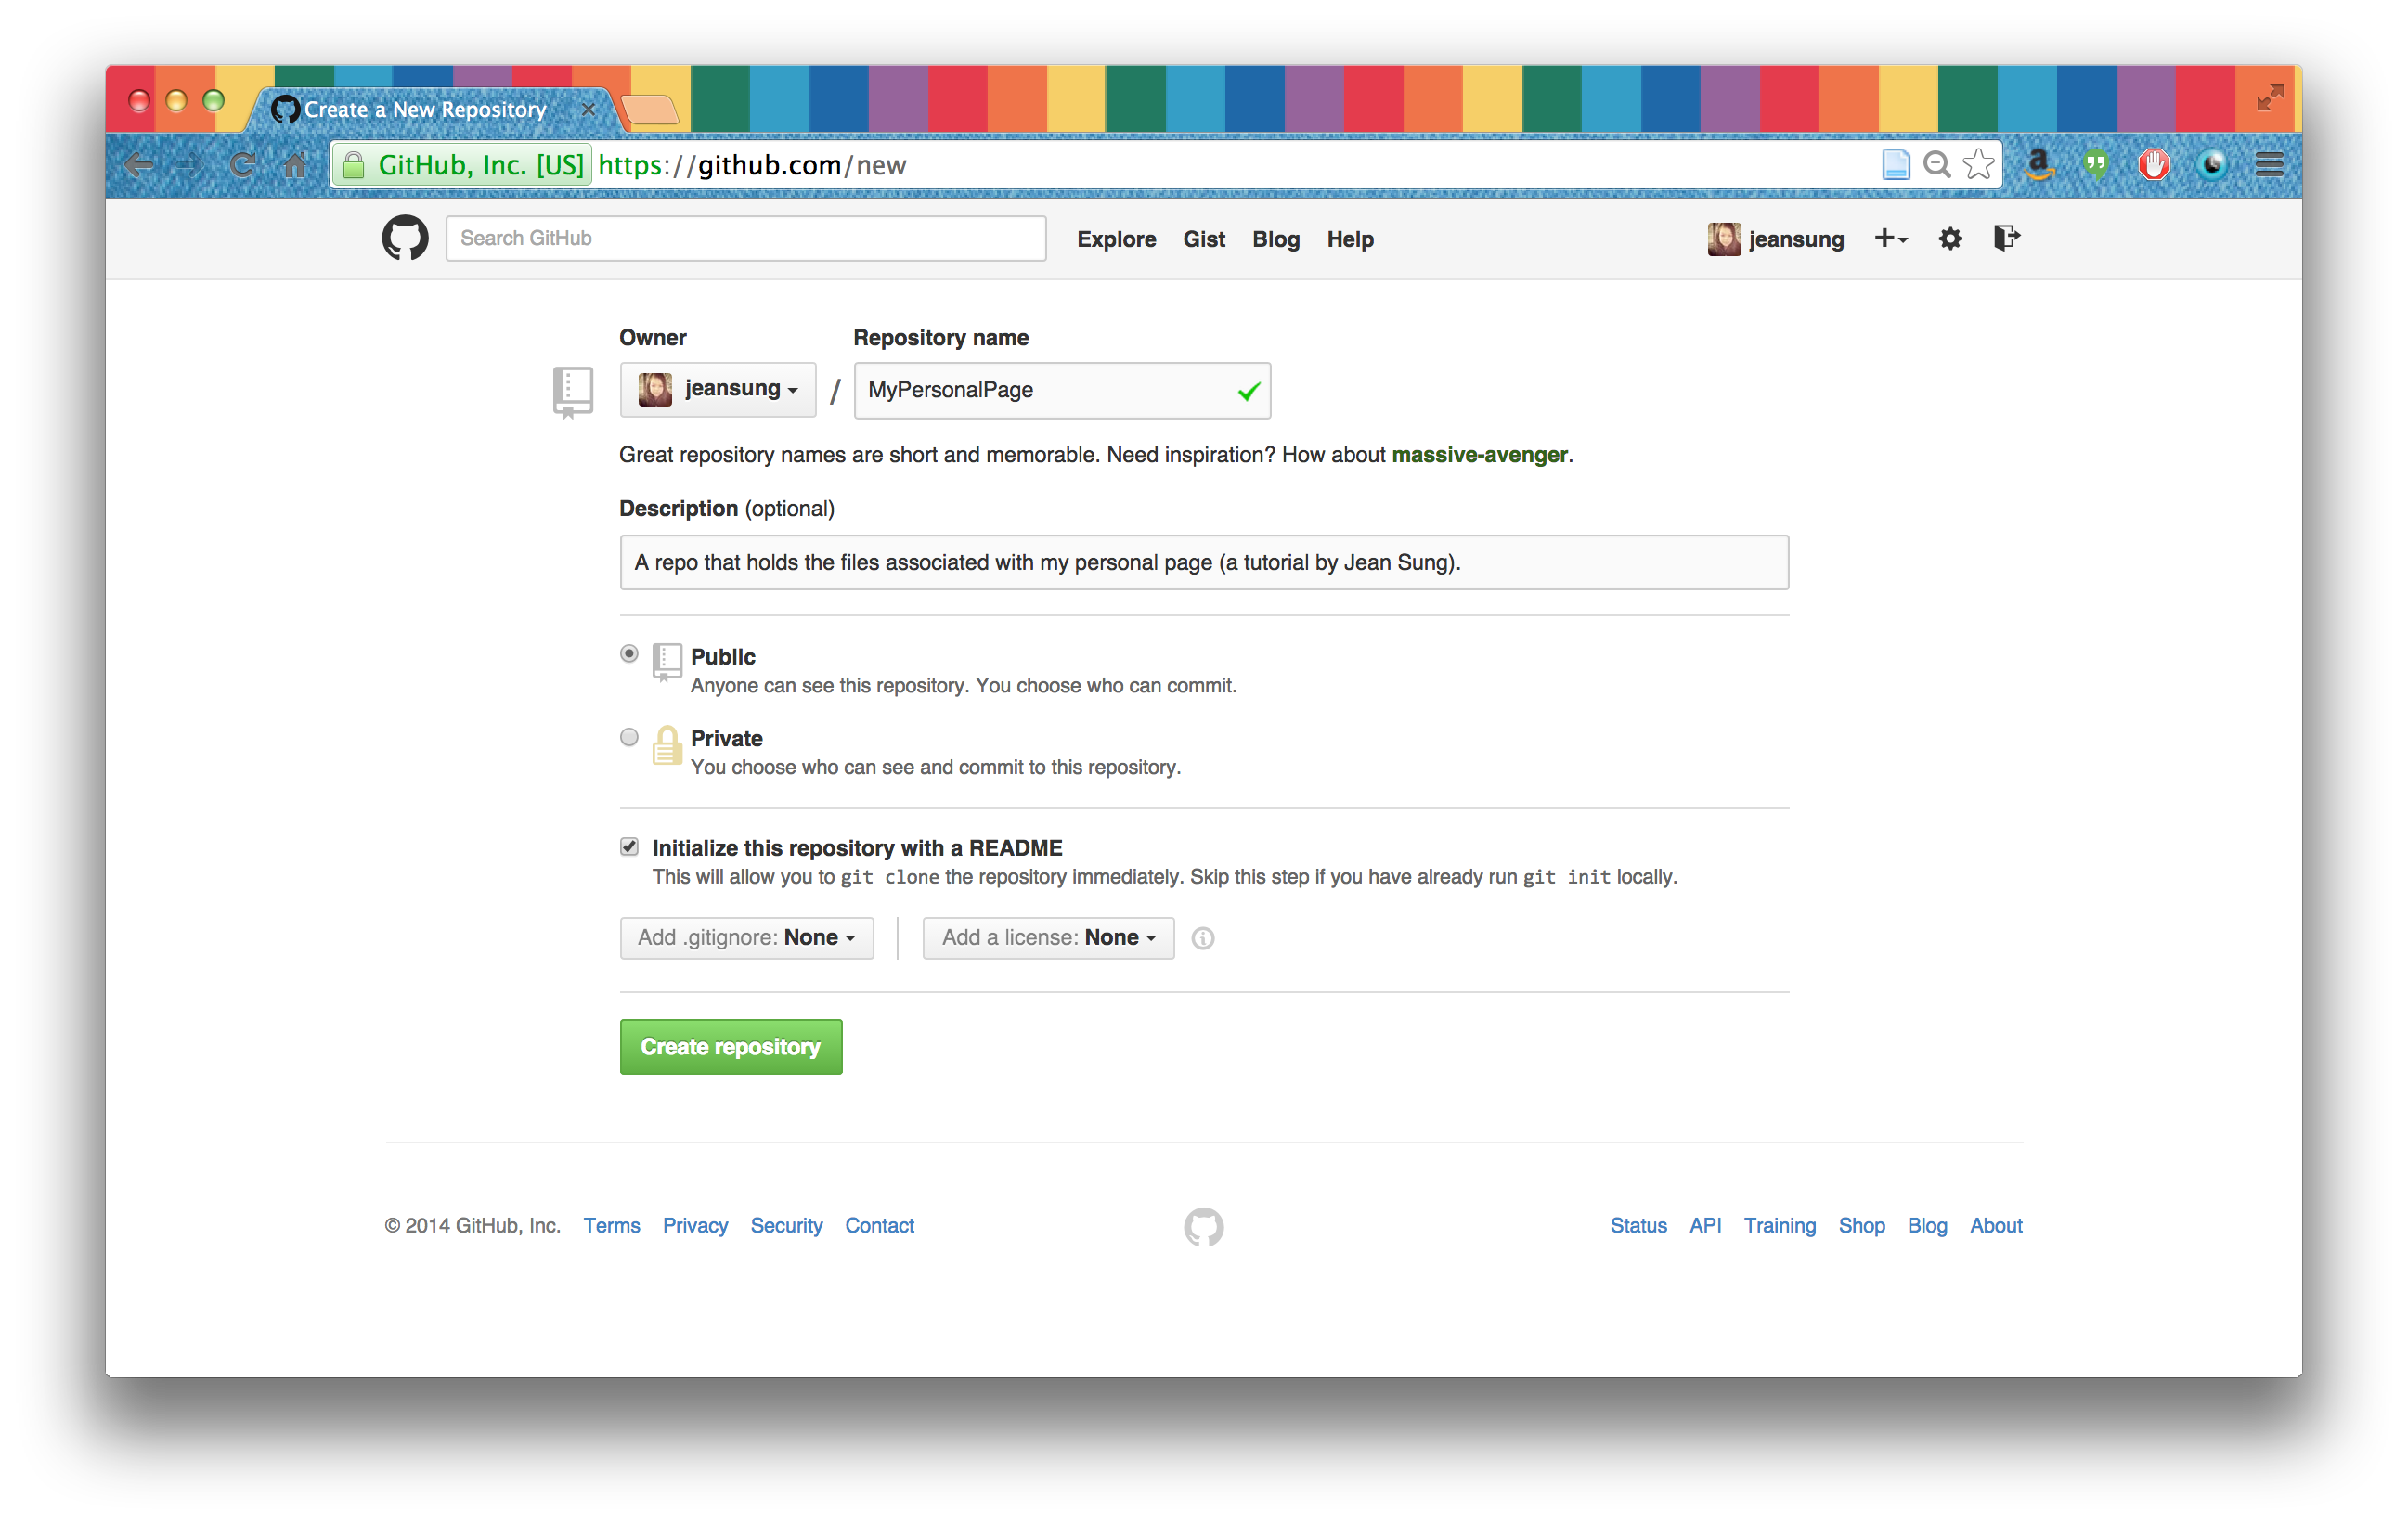 Create a New Repository
GitHub, Inc. [US] https://github.com/new
Search GitHub Explore Gist Blog Help jeansung
Owner Repository name
jeansung / MyPersonalPage
Great repository names are short and memorable. Need inspiration? How about massive-avenger.
Description (optional)
A repo that holds the files associated with my personal page (a tutorial by Jean Sung).
Public
Anyone can see this repository. You choose who can commit.
Private
You choose who can see and commit to this repository.
Initialize this repository with a README
This will allow you to git clone the repository immediately. Skip this step if you have already run git init locally.
Add .gitignore: None Add a license: None
Create repository
© 2014 GitHub, Inc. Terms Privacy Security Contact Status API Training Shop Blog About